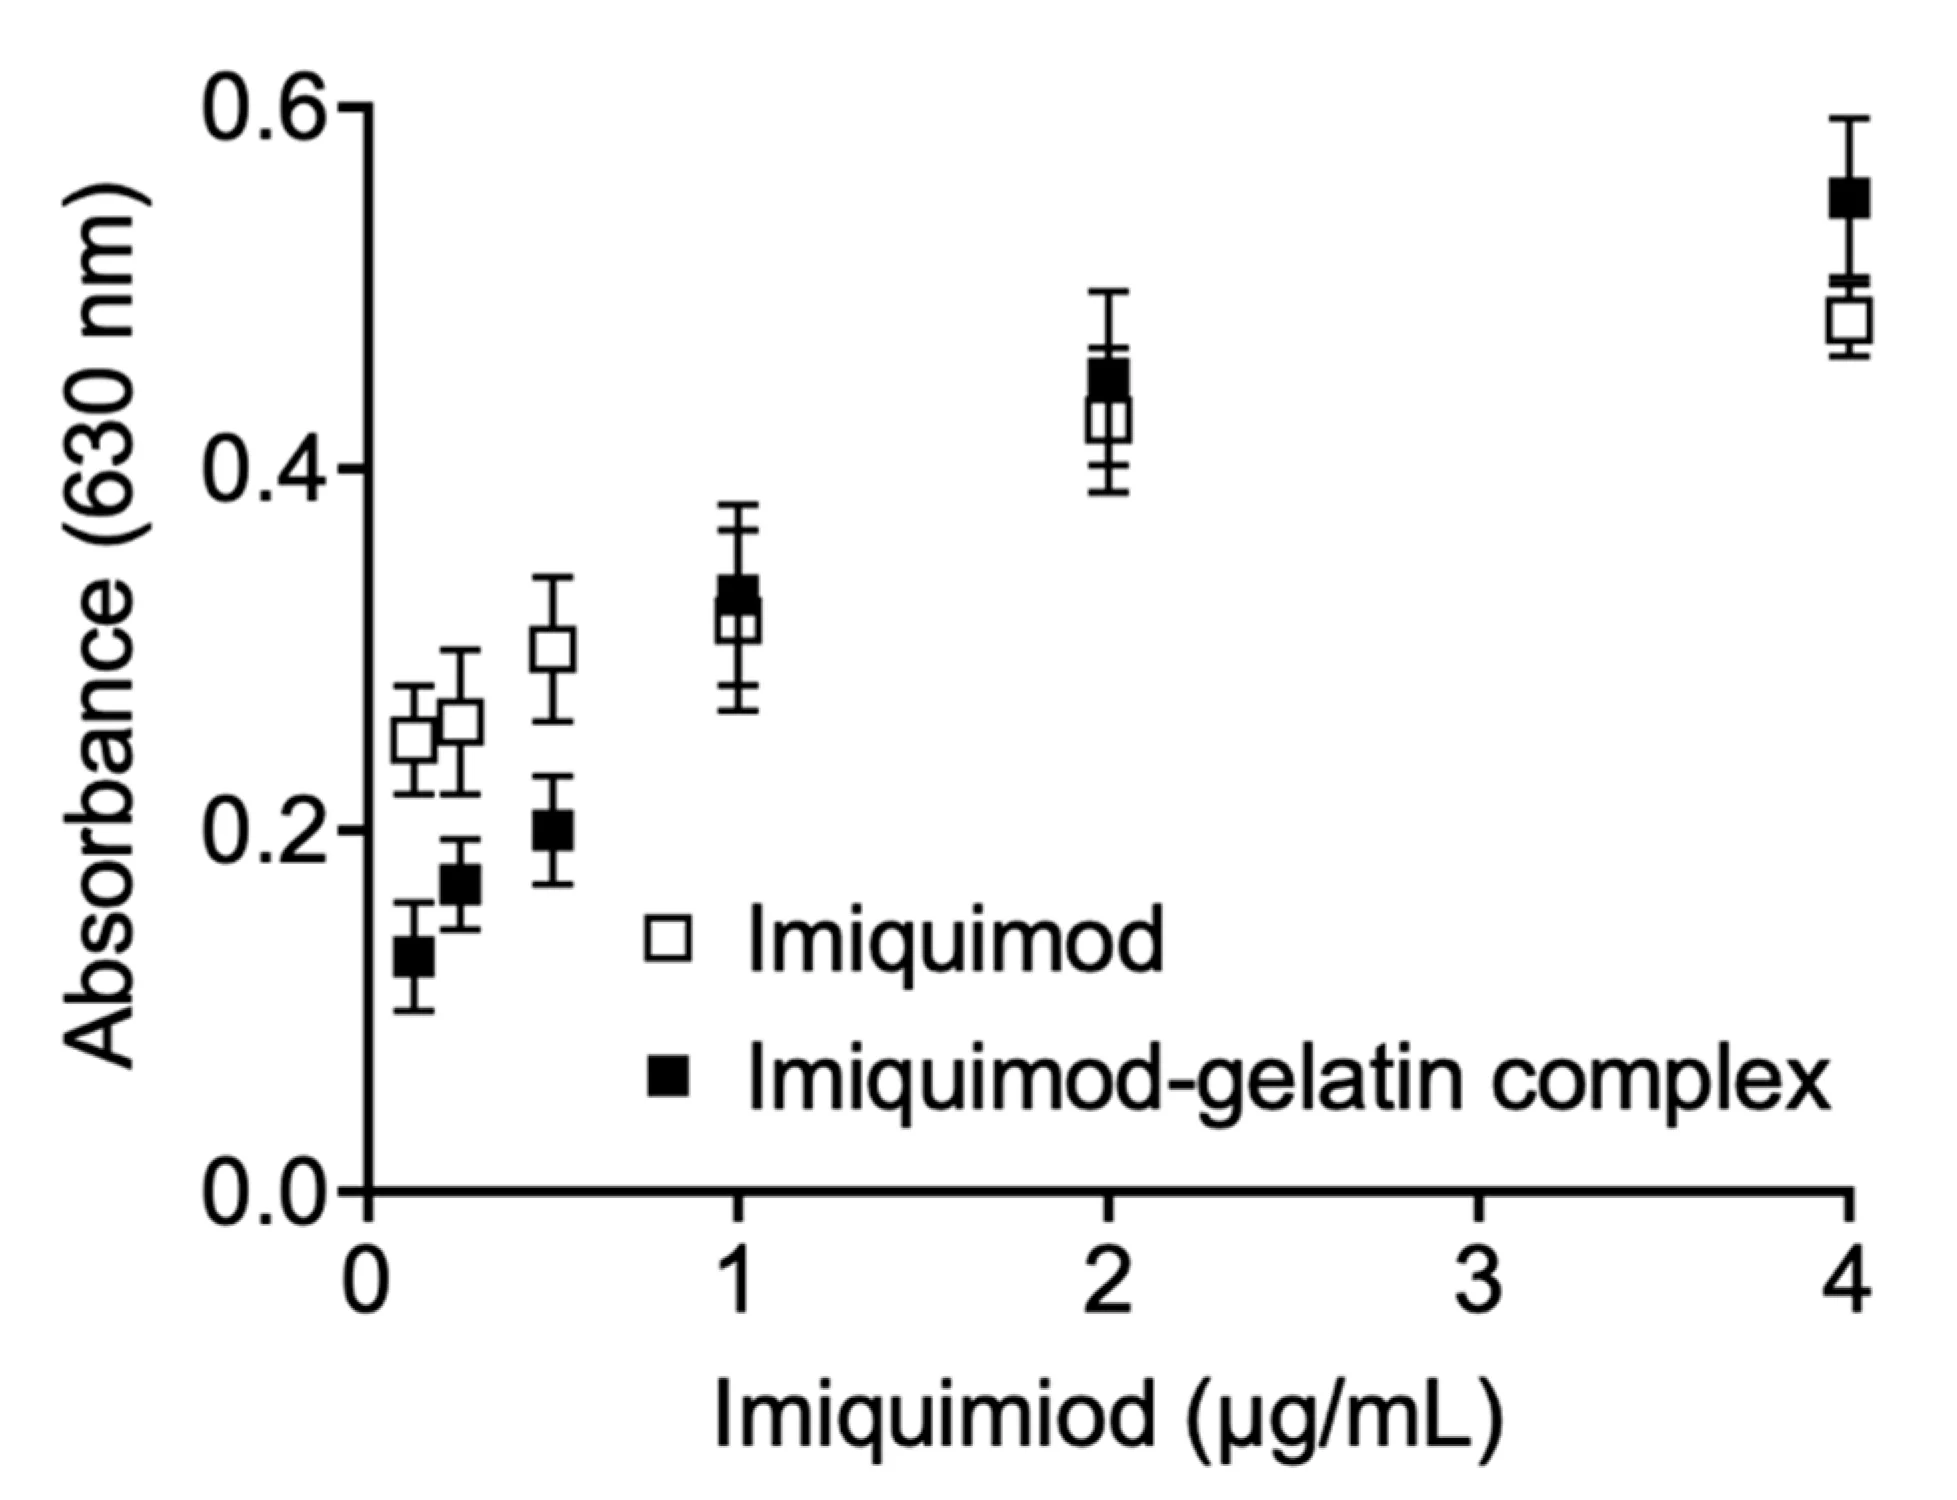 0.6
0.4
0.2
0.0
Absorbance (630 nm)
Imiquimod
Imiquimod-gelatin complex
0 1 2 3 4
Imiquimiod (µg/mL)